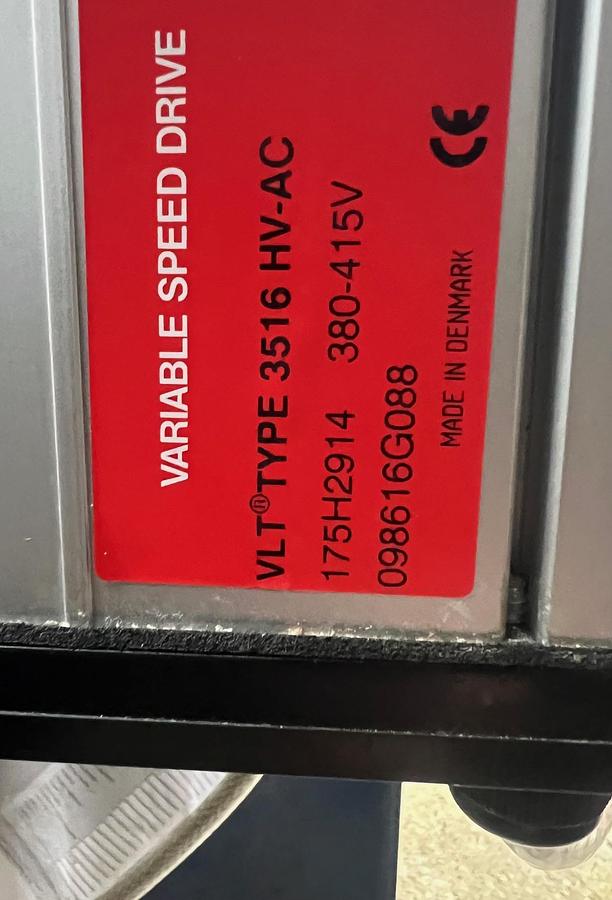 VARIABLE SPEED DRIVE
VLT® TYPE 3516 HV-AC
175H2914 380-415V
098616G088
MADE IN DENMARK CE